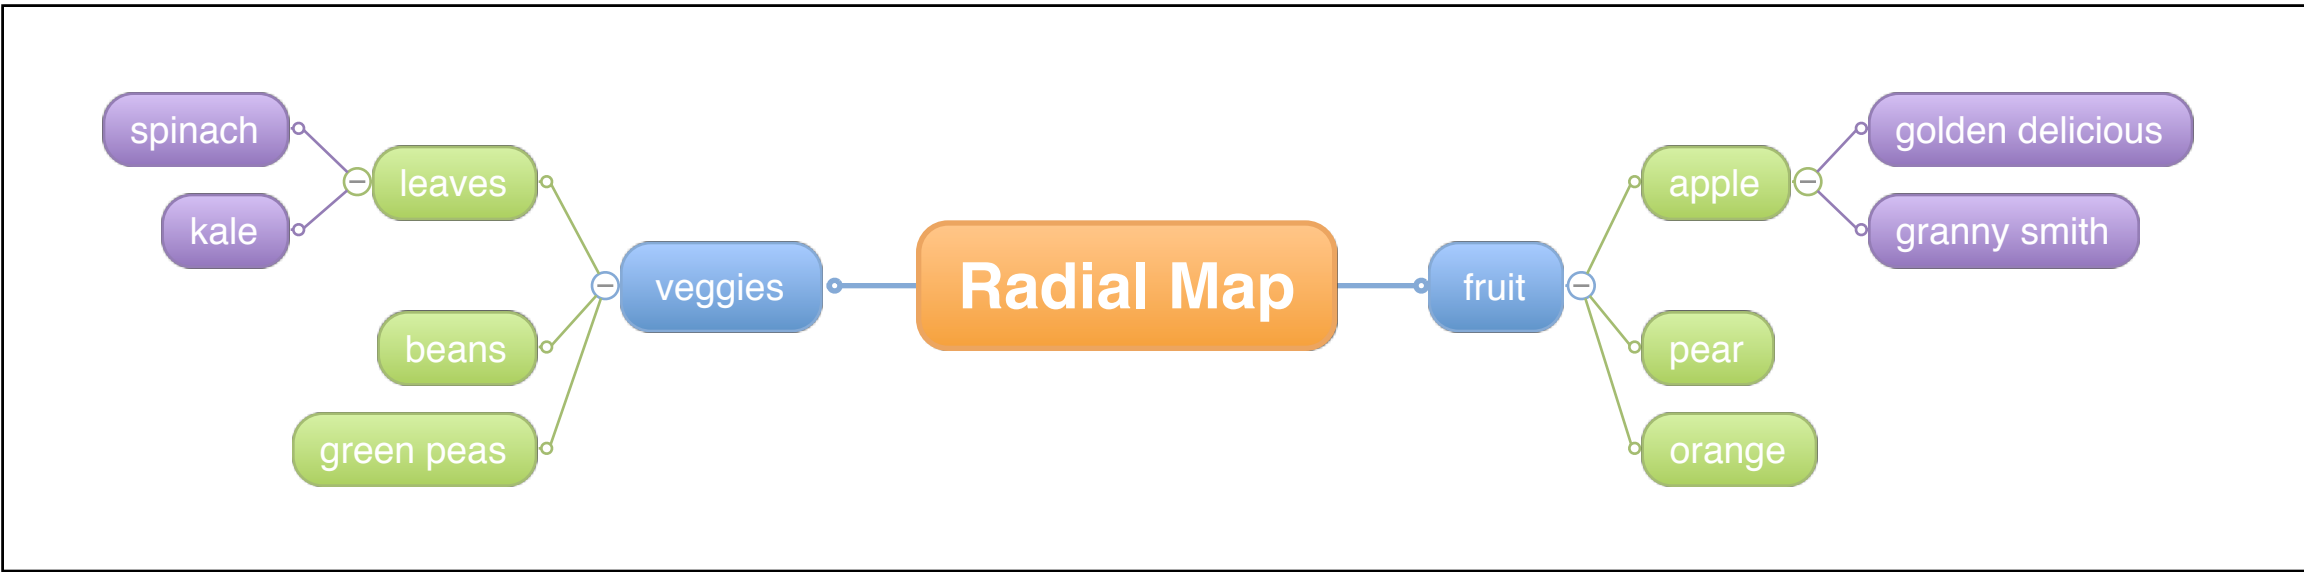 spinach
kale
leaves
beans
green peas
veggies
Radial Map
fruit
apple
golden delicious
granny smith
pear
orange